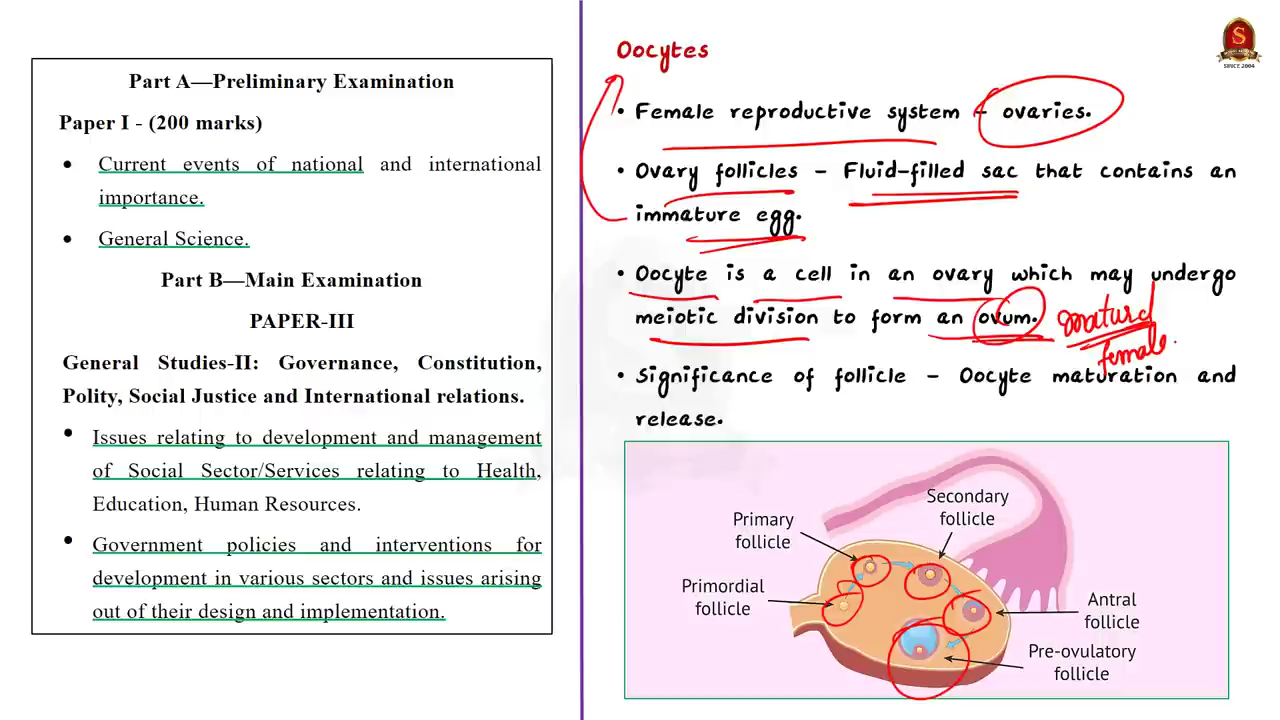 Part A—Preliminary Examination
Paper I - (200 marks)
• Current events of national and international
importance.
• General Science.
Part B—Main Examination
PAPER-III
General Studies-II: Governance, Constitution,
Polity, Social Justice and International relations.
• Issues relating to development and management
of Social Sector/Services relating to Health,
Education, Human Resources.
• Government policies and interventions for
development in various sectors and issues arising
out of their design and implementation.
S
SINCE 2004
Oocytes
• Female reproductive system - ovaries.
• Ovary follicles – Fluid-filled sac that contains an
immature egg.
• Oocyte is a cell in an ovary which may undergo
meiotic division to form an ovum.
matured
female
• Significance of follicle – Oocyte maturation and
release.
Secondary
follicle
Primary
follicle
Primordial
follicle
Antral
follicle
Pre-ovulatory
follicle